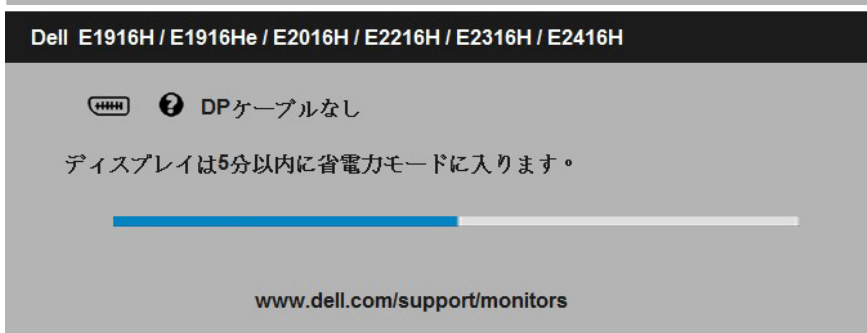 Dell E1916H / E1916He / E2016H / E2216H / E2316H / E2416H
DPケーブルなし
ディスプレイは5分以内に省電力モードに入ります。
www.dell.com/support/monitors